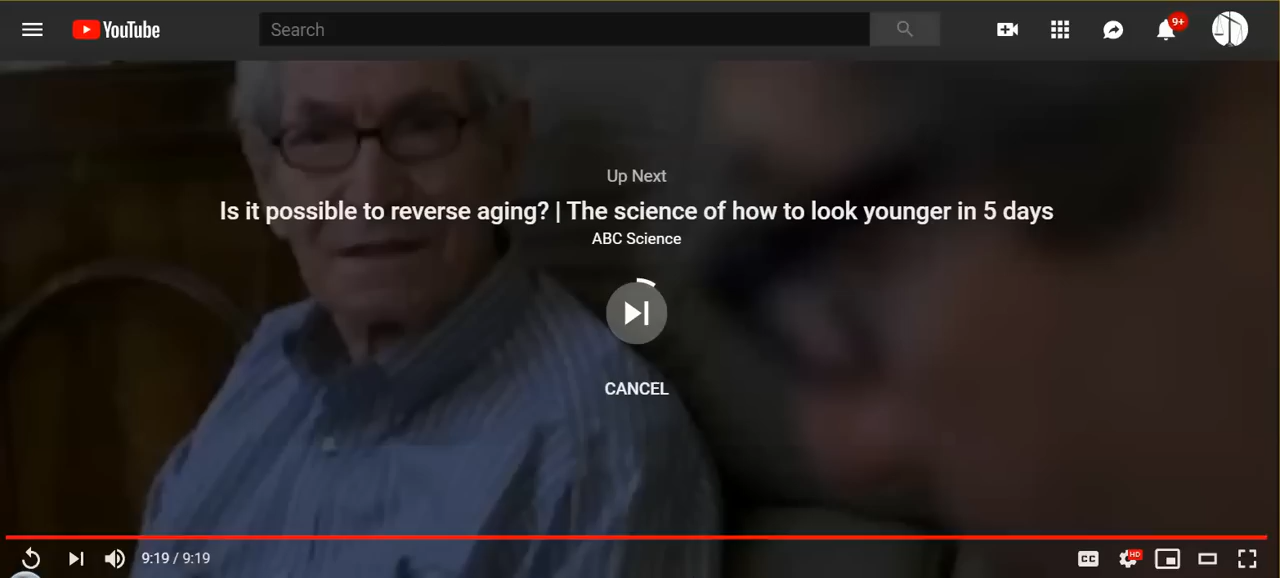 YouTube
Search
9+
Up Next
Is it possible to reverse aging? | The science of how to look younger in 5 days
ABC Science
CANCEL
9:19 / 9:19
CC
HD